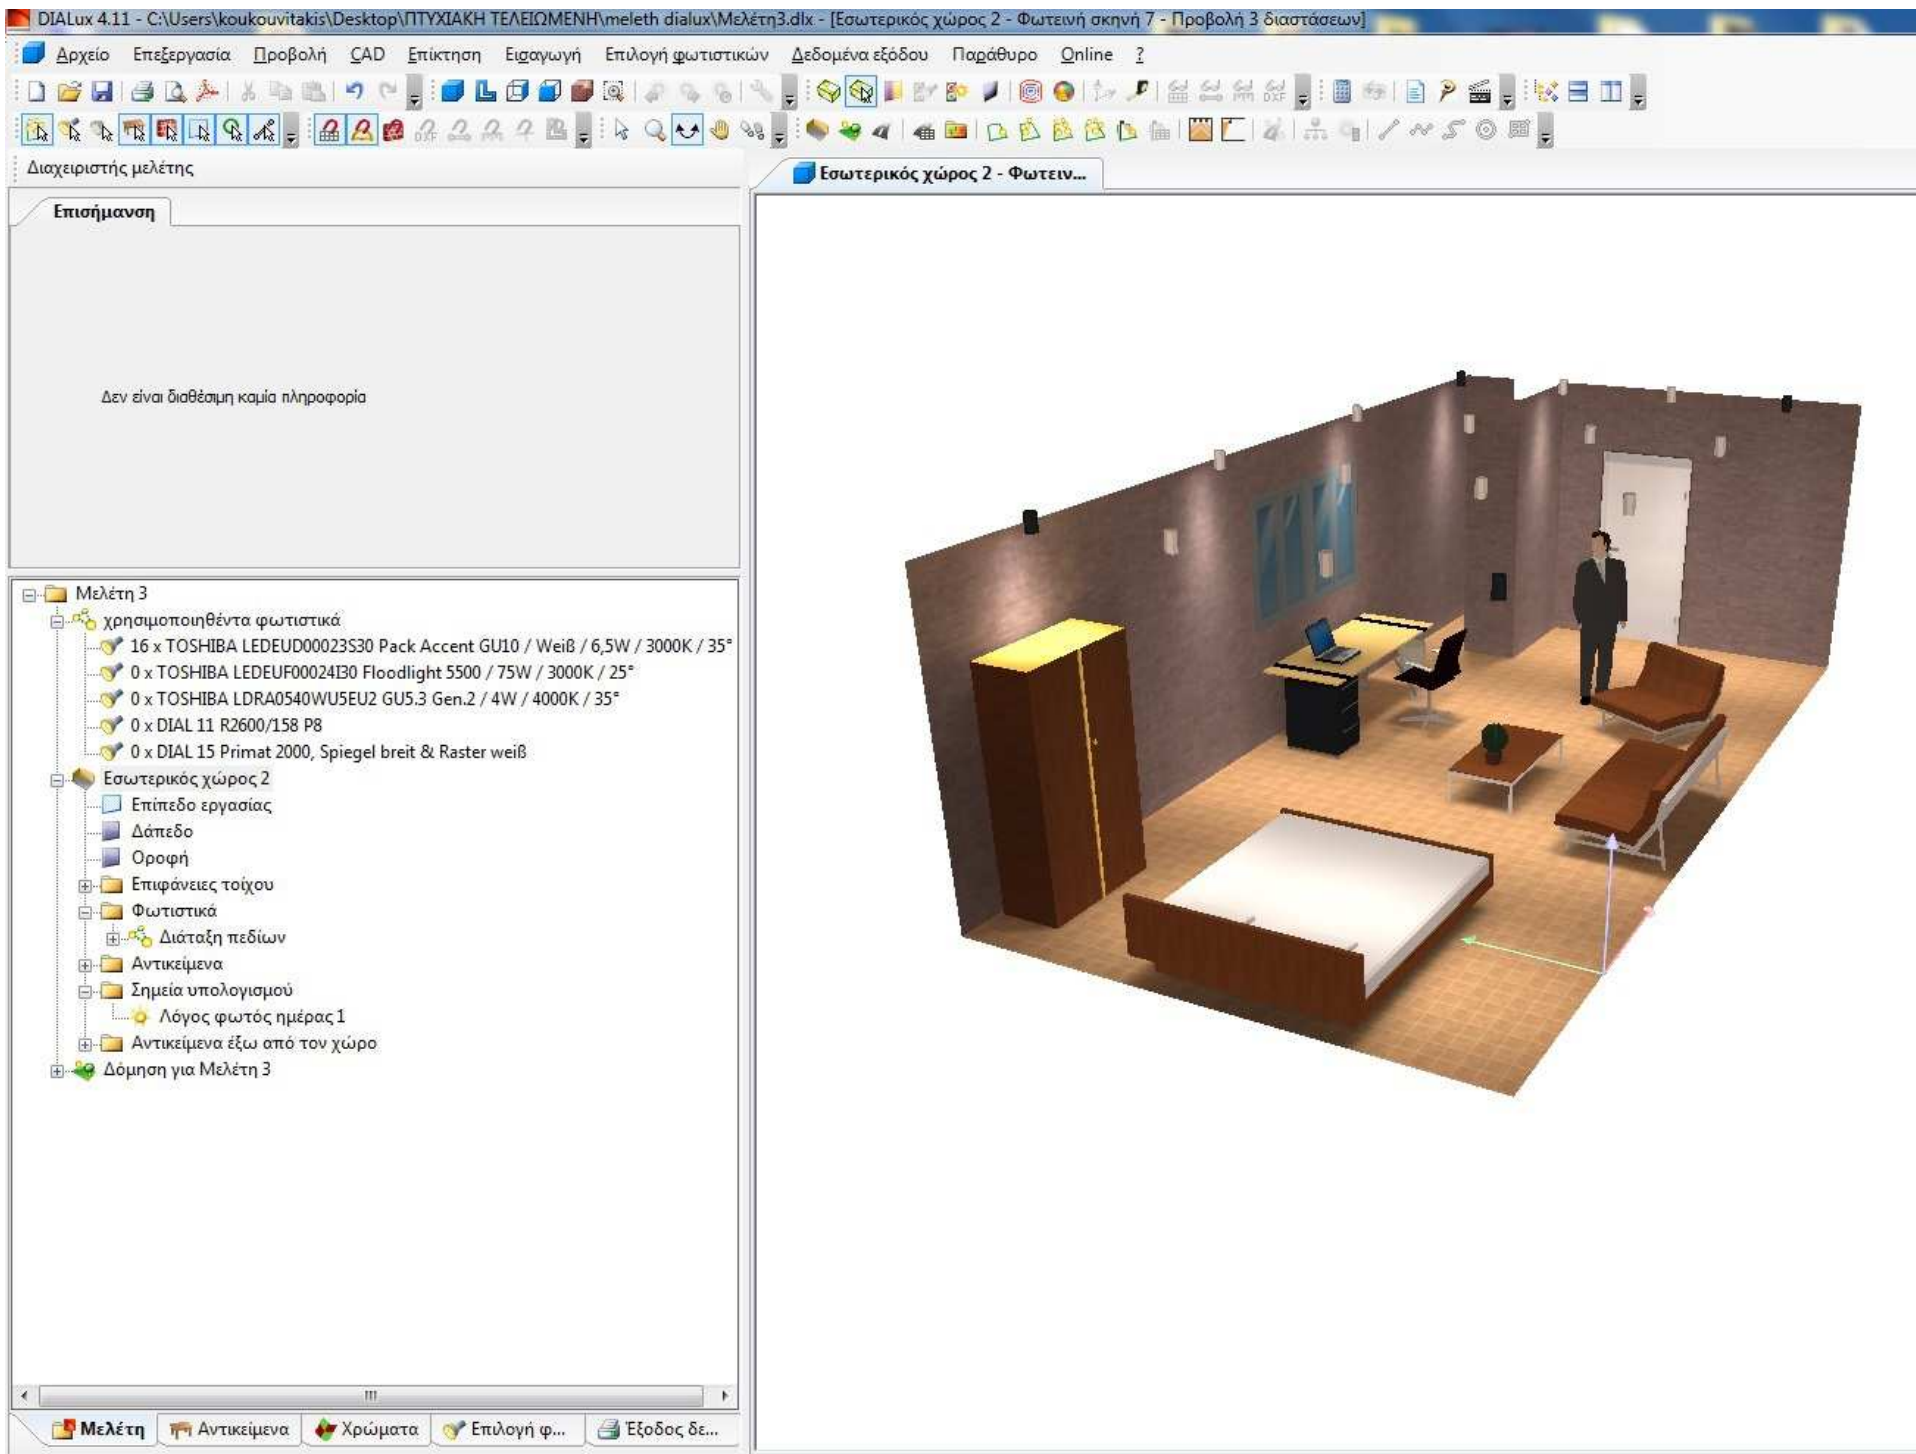 DIALux 4.11 - C:\Users\koukouvitakis\Desktop\ΠΤΥΧΙΑΚΗ ΤΕΛΕΙΩΜΕΝΗ\meleth dialux\Μελέτη3.dlx - [Εσωτερικός χώρος 2 - Φωτεινή σκηνή 7 - Προβολή 3 διαστάσεων]
Αρχείο Επεξεργασία Προβολή CAD Επίκτηση Εισαγωγή Επιλογή φωτιστικών Δεδομένα εξόδου Παράθυρο Online ?
Διαχειριστής μελέτης
Εσωτερικός χώρος 2 - Φωτειν...
Επισήμανση
Δεν είναι διαθέσιμη καμία πληροφορία
Μελέτη 3
χρησιμοποιηθέντα φωτιστικά
16 x TOSHIBA LEDEUD00023S30 Pack Accent GU10 / Weiß / 6,5W / 3000K / 35°
0 x TOSHIBA LEDEUF00024I30 Floodlight 5500 / 75W / 3000K / 25°
0 x TOSHIBA LDRA0540WU5EU2 GU5.3 Gen.2 / 4W / 4000K / 35°
0 x DIAL 11 R2600/158 P8
0 x DIAL 15 Primat 2000, Spiegel breit & Raster weiß
Εσωτερικός χώρος 2
Επίπεδο εργασίας
Δάπεδο
Οροφή
Επιφάνειες τοίχου
Φωτιστικά
Διάταξη πεδίων
Αντικείμενα
Σημεία υπολογισμού
Λόγος φωτός ημέρας 1
Αντικείμενα έξω από τον χώρο
Δόμηση για Μελέτη 3
Μελέτη Αντικείμενα Χρώματα Επιλογή φ... Έξοδος δε...